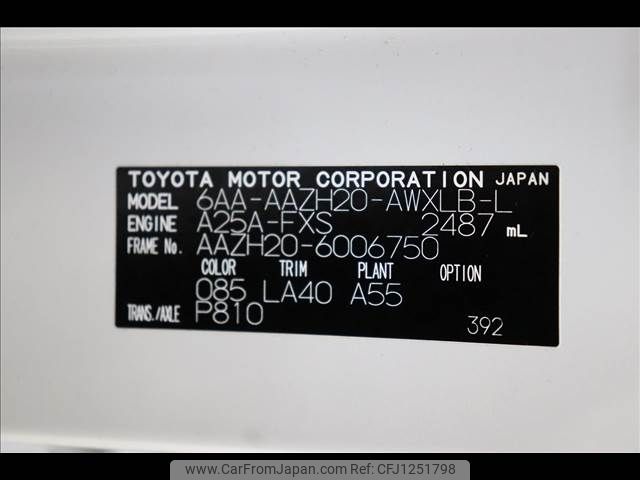 TOYOTA MOTOR CORPORATION JAPAN
MODEL 6AA-AAZH20-AWXLB-L
ENGINE A25A-FXS 2487 mL
FRAME No. AAZH20-6006750
COLOR TRIM PLANT OPTION
085 LA40 A55
TRANS./AXLE P810
392
www.CarFromJapan.com CFJ1251798